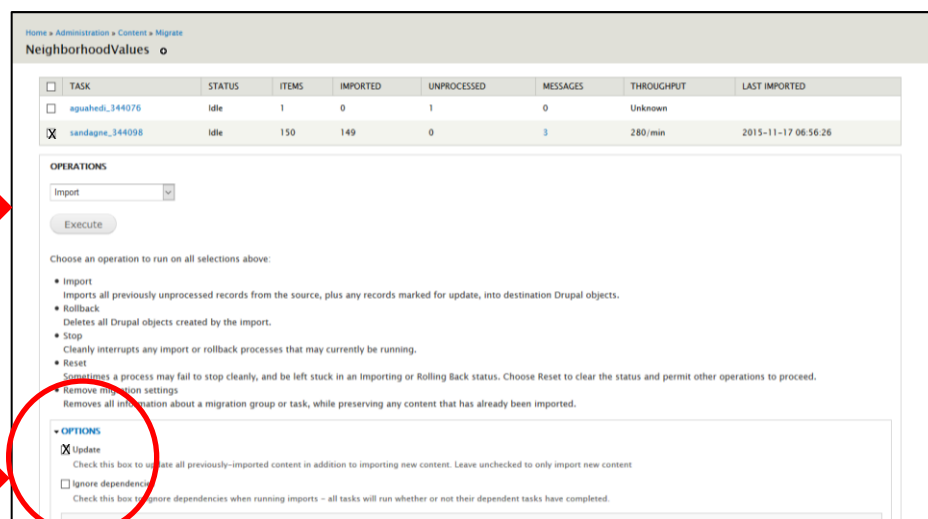 Home » Administration » Content » Migrate
NeighborhoodValues
TASK STATUS ITEMS IMPORTED UNPROCESSED MESSAGES THROUGHPUT LAST IMPORTED
aguahedi_344076 Idle 1 0 1 0 Unknown
sandagne_344098 Idle 150 149 0 3 280/min 2015-11-17 06:56:26
OPERATIONS
Import
Execute
Choose an operation to run on all selections above:
• Import
Imports all previously unprocessed records from the source, plus any records marked for update, into destination Drupal objects.
• Rollback
Deletes all Drupal objects created by the import.
• Stop
Cleanly interrupts any import or rollback processes that may currently be running.
• Reset
Sometimes a process may fail to stop cleanly, and be left stuck in an Importing or Rolling Back status. Choose Reset to clear the status and permit other operations to proceed.
• Remove migration settings
Removes all information about a migration group or task, while preserving any content that has already been imported.
OPTIONS
Update
Check this box to update all previously-imported content in addition to importing new content. Leave unchecked to only import new content
Ignore dependencies
Check this box to ignore dependencies when running imports - all tasks will run whether or not their dependent tasks have completed.